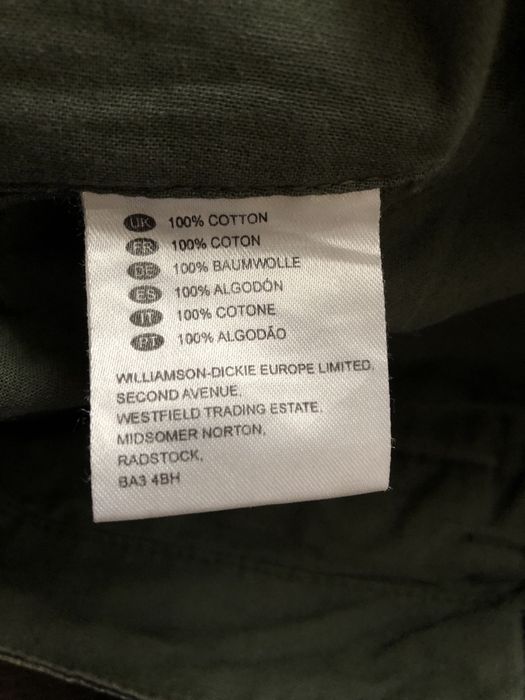 UK 100% COTTON
FR 100% COTON
DE 100% BAUMWOLLE
ES 100% ALGODÓN
IT 100% COTONE
PT 100% ALGODÃO
WILLIAMSON-DICKIE EUROPE LIMITED,
SECOND AVENUE,
WESTFIELD TRADING ESTATE,
MIDSOMER NORTON,
RADSTOCK,
BA3 4BH